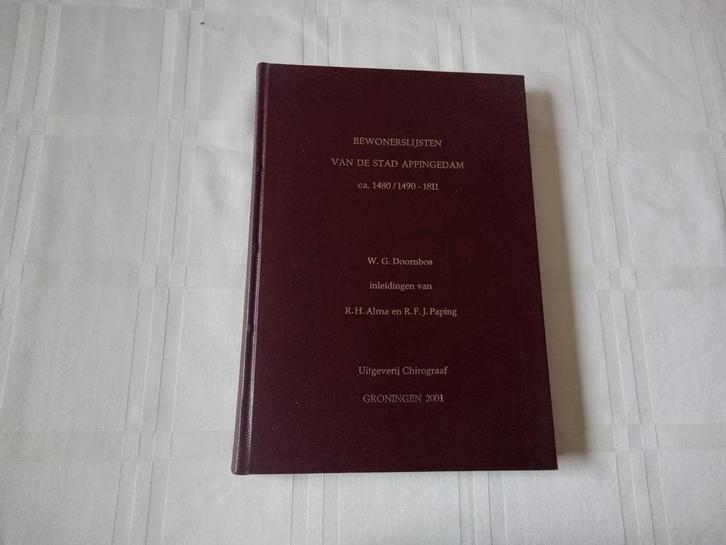 BEWONERSLIJSTEN
VAN DE STAD APPINGEDAM
ca. 1480/1490-1811
W. G. Doornbos
inleidingen van
R.H. Alma en R.F.J. Paping
Uitgeverij Chirograaf
GRONINGEN 2001